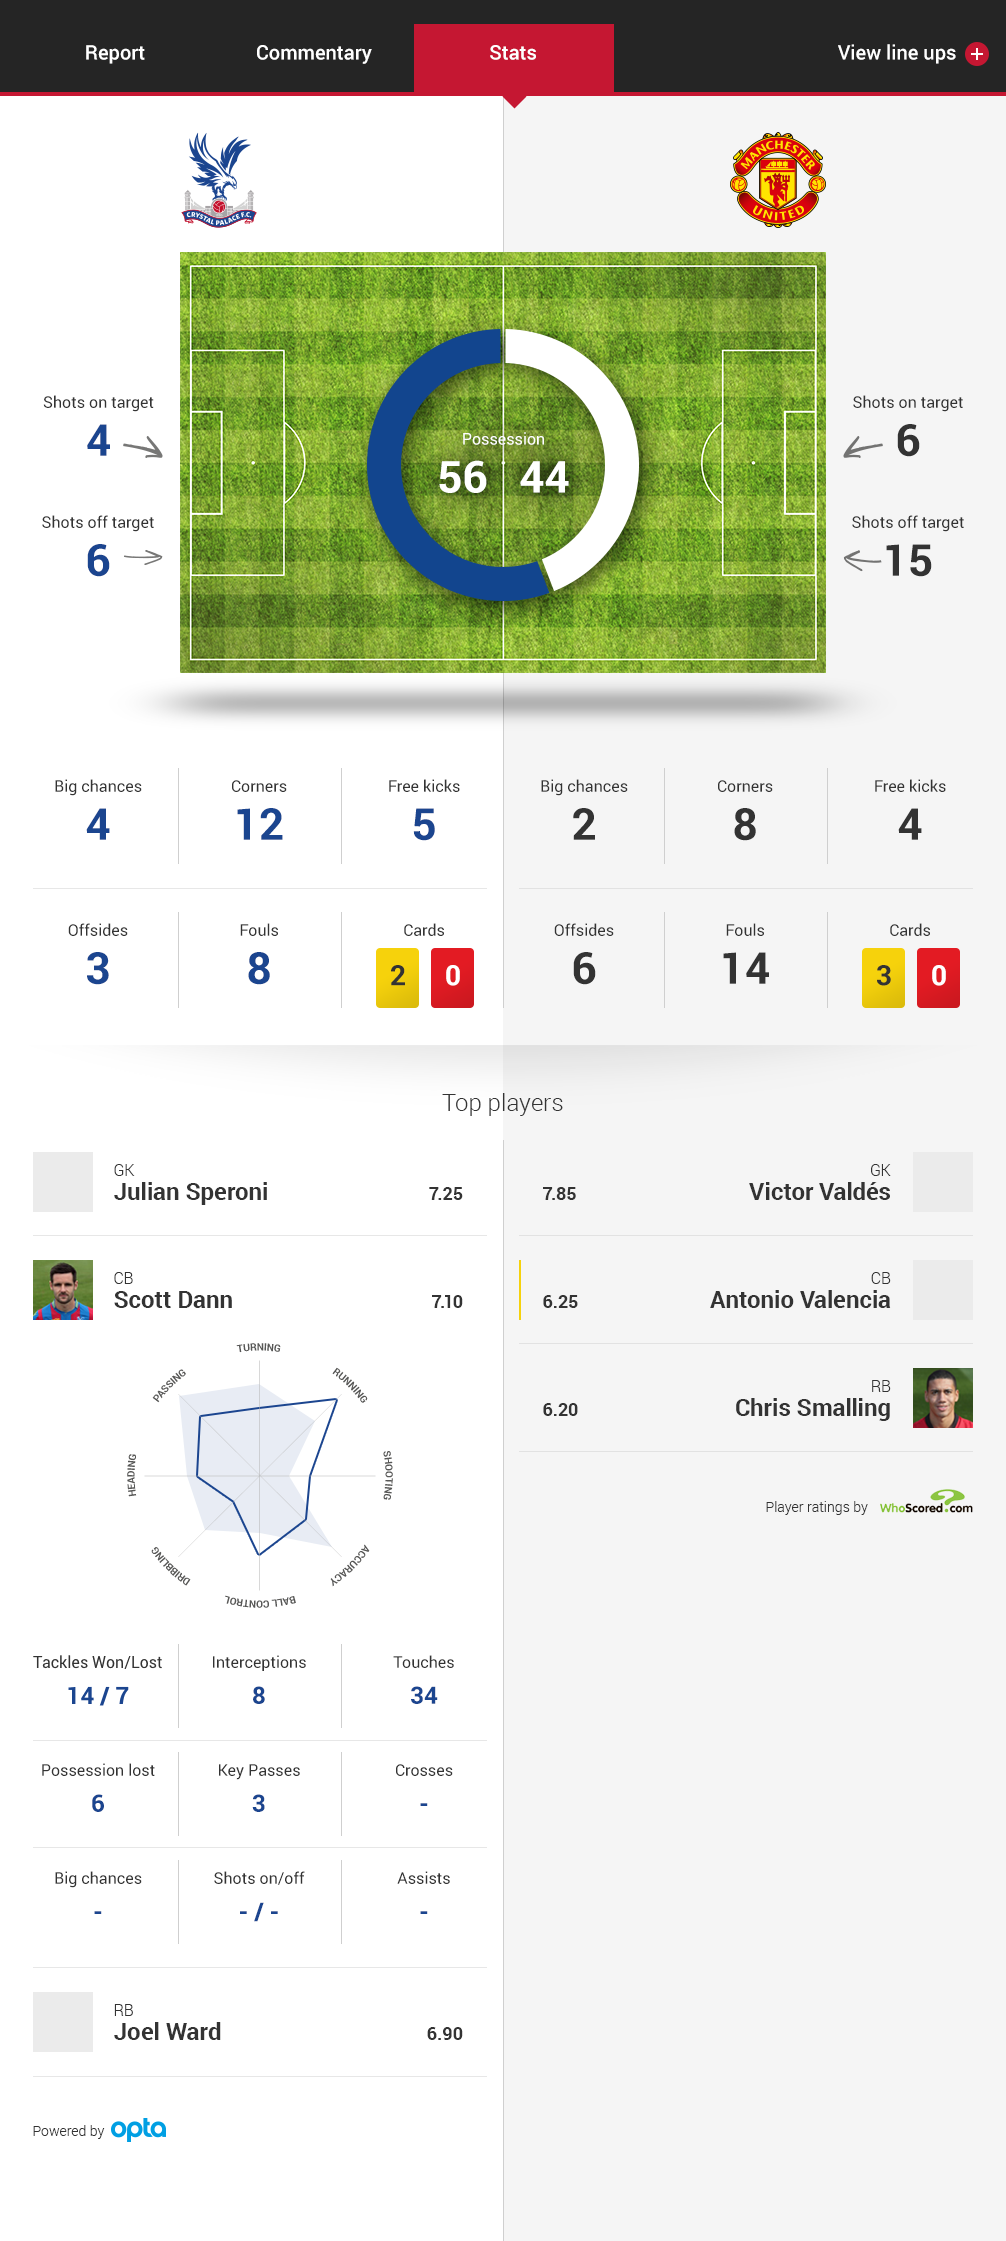 Report
Commentary
Stats
View line ups
CRYSTAL PALACE F.C.
MANCHESTER
UNITED
Shots on target
4
Shots off target
6
Possession
56 44
Shots on target
6
Shots off target
15
Big chances
4
Corners
12
Free kicks
5
Big chances
2
Corners
8
Free kicks
4
Offsides
3
Fouls
8
Cards
2 0
Offsides
6
Fouls
14
Cards
3 0
Top players
GK
Julian Speroni 7.25
CB
Scott Dann 7.10
TURNING
RUNNING
SHOOTING
ACCURACY
BALL CONTROL
DRIBBLING
HEADING
PASSING
Tackles Won/Lost
14 / 7
Interceptions
8
Touches
34
Possession lost
6
Key Passes
3
Crosses
-
Big chances
-
Shots on/off
- / -
Assists
-
RB
Joel Ward 6.90
Powered by opta
GK
7.85 Victor Valdés
CB
6.25 Antonio Valencia
RB
6.20 Chris Smalling
Player ratings by WhoScored.com